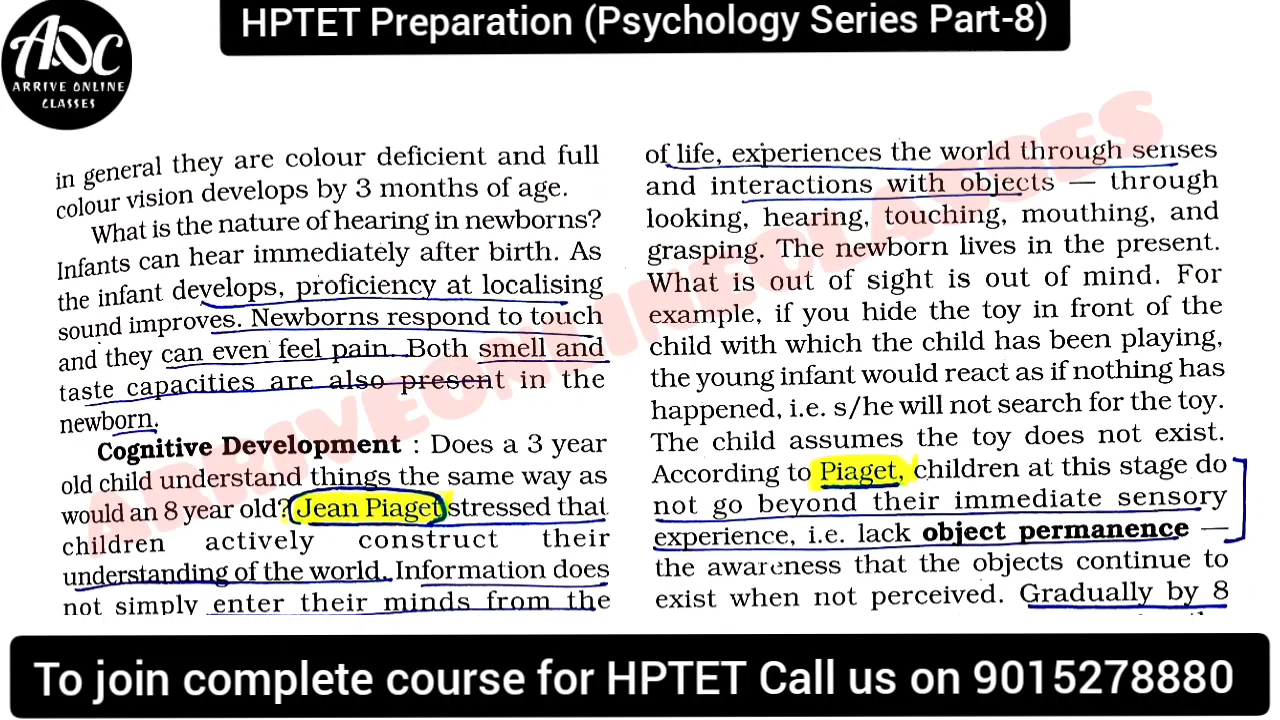 HPTET Preparation (Psychology Series Part-8)
ADC
ARRIVE ONLINE
CLASSES
in general they are colour deficient and full
colour vision develops by 3 months of age.
What is the nature of hearing in newborns?
Infants can hear immediately after birth. As
the infant develops, proficiency at localising
sound improves. Newborns respond to touch
and they can even feel pain. Both smell and
taste capacities are also present in the
newborn.
Cognitive Development : Does a 3 year
old child understand things the same way as
would an 8 year old? Jean Piaget stressed that
children actively construct their
understanding of the world. Information does
not simply enter their minds from the
of life, experiences the world through senses
and interactions with objects — through
looking, hearing, touching, mouthing, and
grasping. The newborn lives in the present.
What is out of sight is out of mind. For
example, if you hide the toy in front of the
child with which the child has been playing,
the young infant would react as if nothing has
happened, i.e. s/he will not search for the toy.
The child assumes the toy does not exist.
According to Piaget, children at this stage do
not go beyond their immediate sensory
experience, i.e. lack object permanence —
the awareness that the objects continue to
exist when not perceived. Gradually by 8
ARRIVEONLINECLASSES
To join complete course for HPTET Call us on 9015278880